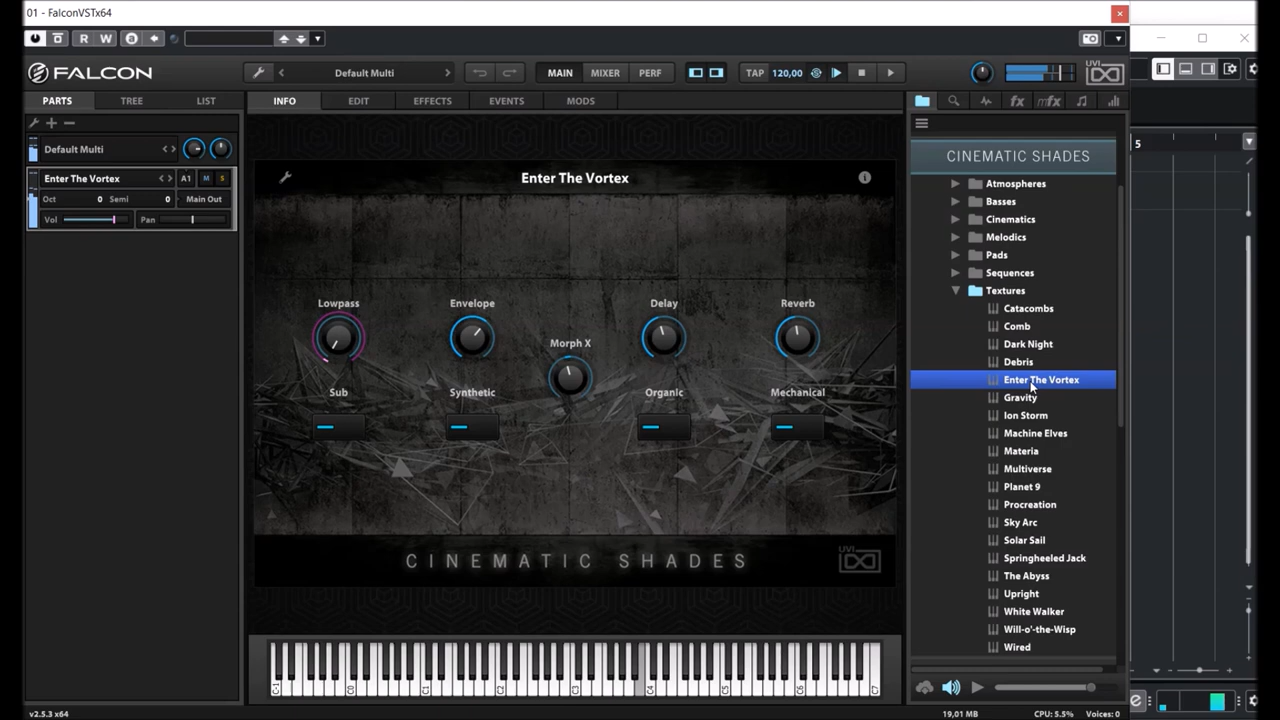 01 - FalconVSTx64
R W a
FALCON
Default Multi
MAIN MIXER PERF
TAP 120,00
UVI
PARTS TREE LIST
INFO EDIT EFFECTS EVENTS MODS
fx mfx
Default Multi
Enter The Vortex A1 M S
Oct 0 Semi 0 Main Out
Vol Pan
Enter The Vortex
Lowpass Envelope Delay Reverb
Morph X
Sub Synthetic Organic Mechanical
CINEMATIC SHADES UVI
CINEMATIC SHADES
Atmospheres
Basses
Cinematics
Melodics
Pads
Sequences
Textures
Catacombs
Comb
Dark Night
Debris
Enter The Vortex
Gravity
Ion Storm
Machine Elves
Materia
Multiverse
Planet 9
Procreation
Sky Arc
Solar Sail
Springheeled Jack
The Abyss
Upright
White Walker
Will-o'-the-Wisp
Wired
5
v2.5.3 x64
19,01 MB CPU: 5.5% Voices: 0